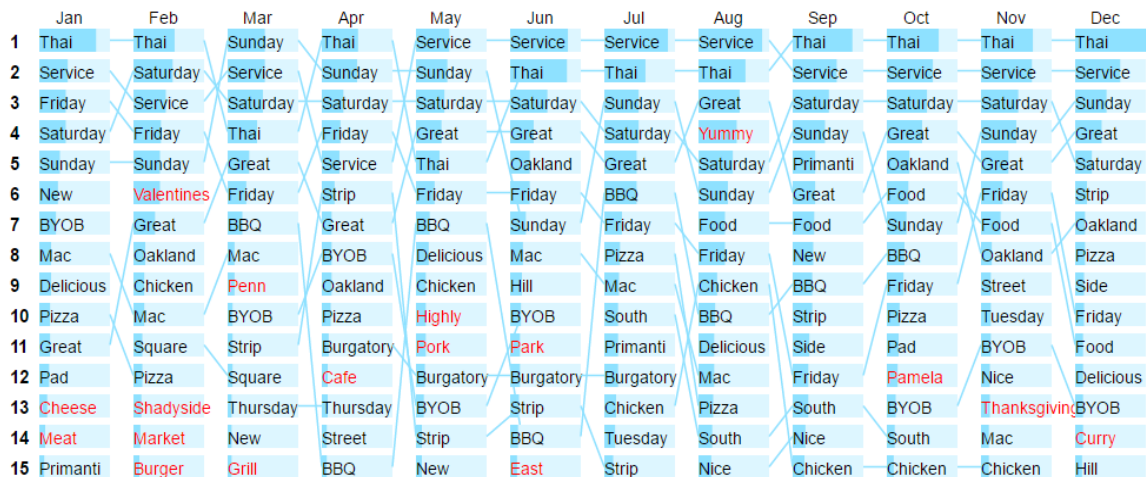 Jan Feb Mar Apr May Jun Jul Aug Sep Oct Nov Dec
1 Thai Thai Sunday Thai Service Service Service Service Thai Thai Thai Thai
2 Service Saturday Service Sunday Sunday Thai Thai Thai Service Service Service Service
3 Friday Service Saturday Saturday Saturday Saturday Sunday Great Saturday Saturday Saturday Sunday
4 Saturday Friday Thai Friday Great Great Saturday Yummy Sunday Great Sunday Great
5 Sunday Sunday Great Service Thai Oakland Great Saturday Primanti Oakland Great Saturday
6 New Valentines Friday Strip Friday Friday BBQ Sunday Great Food Friday Strip
7 BYOB Great BBQ Great BBQ Sunday Friday Food Food Sunday Food Oakland
8 Mac Oakland Mac BYOB Delicious Mac Pizza Friday New BBQ Oakland Pizza
9 Delicious Chicken Penn Oakland Chicken Hill Mac Chicken BBQ Friday Street Side
10 Pizza Mac BYOB Pizza Highly BYOB South BBQ Strip Pizza Tuesday Friday
11 Great Square Strip Burgatory Pork Park Primanti Delicious Side Pad BYOB Food
12 Pad Pizza Square Cafe Burgatory Burgatory Burgatory Mac Friday Pamela Nice Delicious
13 Cheese Shadyside Thursday Thursday BYOB Strip Chicken Pizza South BYOB Thanksgiving BYOB
14 Meat Market New Street Strip BBQ Tuesday South Nice South Mac Curry
15 Primanti Burger Grill BBQ New East Strip Nice Chicken Chicken Chicken Hill